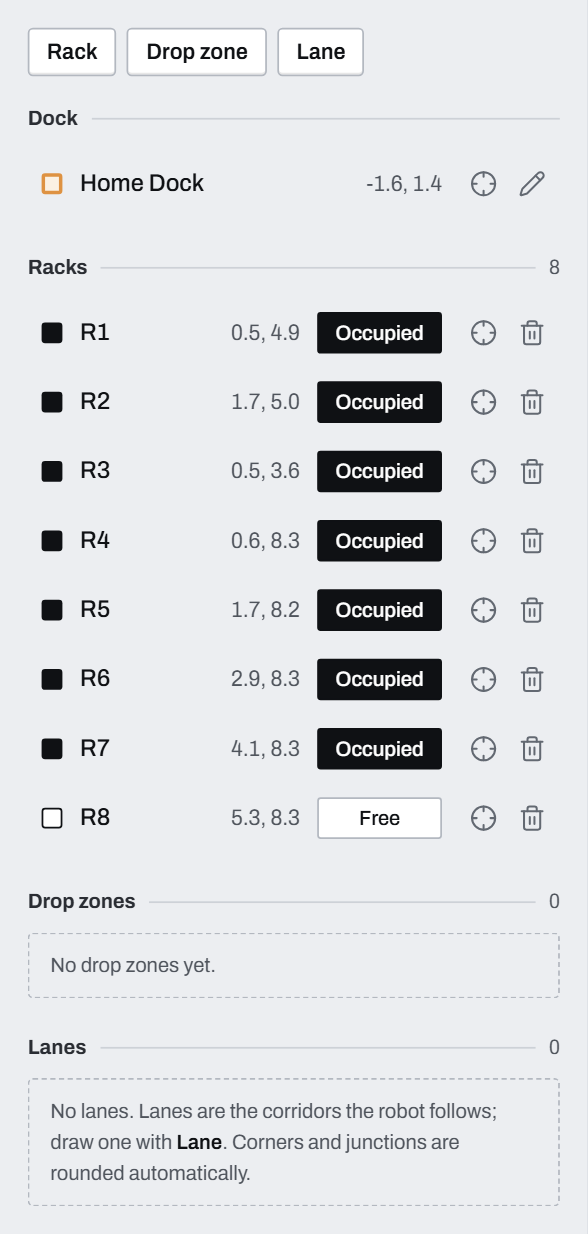 Rack Drop zone Lane
Dock
Home Dock -1.6, 1.4
Racks 8
R1 0.5, 4.9 Occupied
R2 1.7, 5.0 Occupied
R3 0.5, 3.6 Occupied
R4 0.6, 8.3 Occupied
R5 1.7, 8.2 Occupied
R6 2.9, 8.3 Occupied
R7 4.1, 8.3 Occupied
R8 5.3, 8.3 Free
Drop zones 0
No drop zones yet.
Lanes 0
No lanes. Lanes are the corridors the robot follows;
draw one with Lane. Corners and junctions are
rounded automatically.